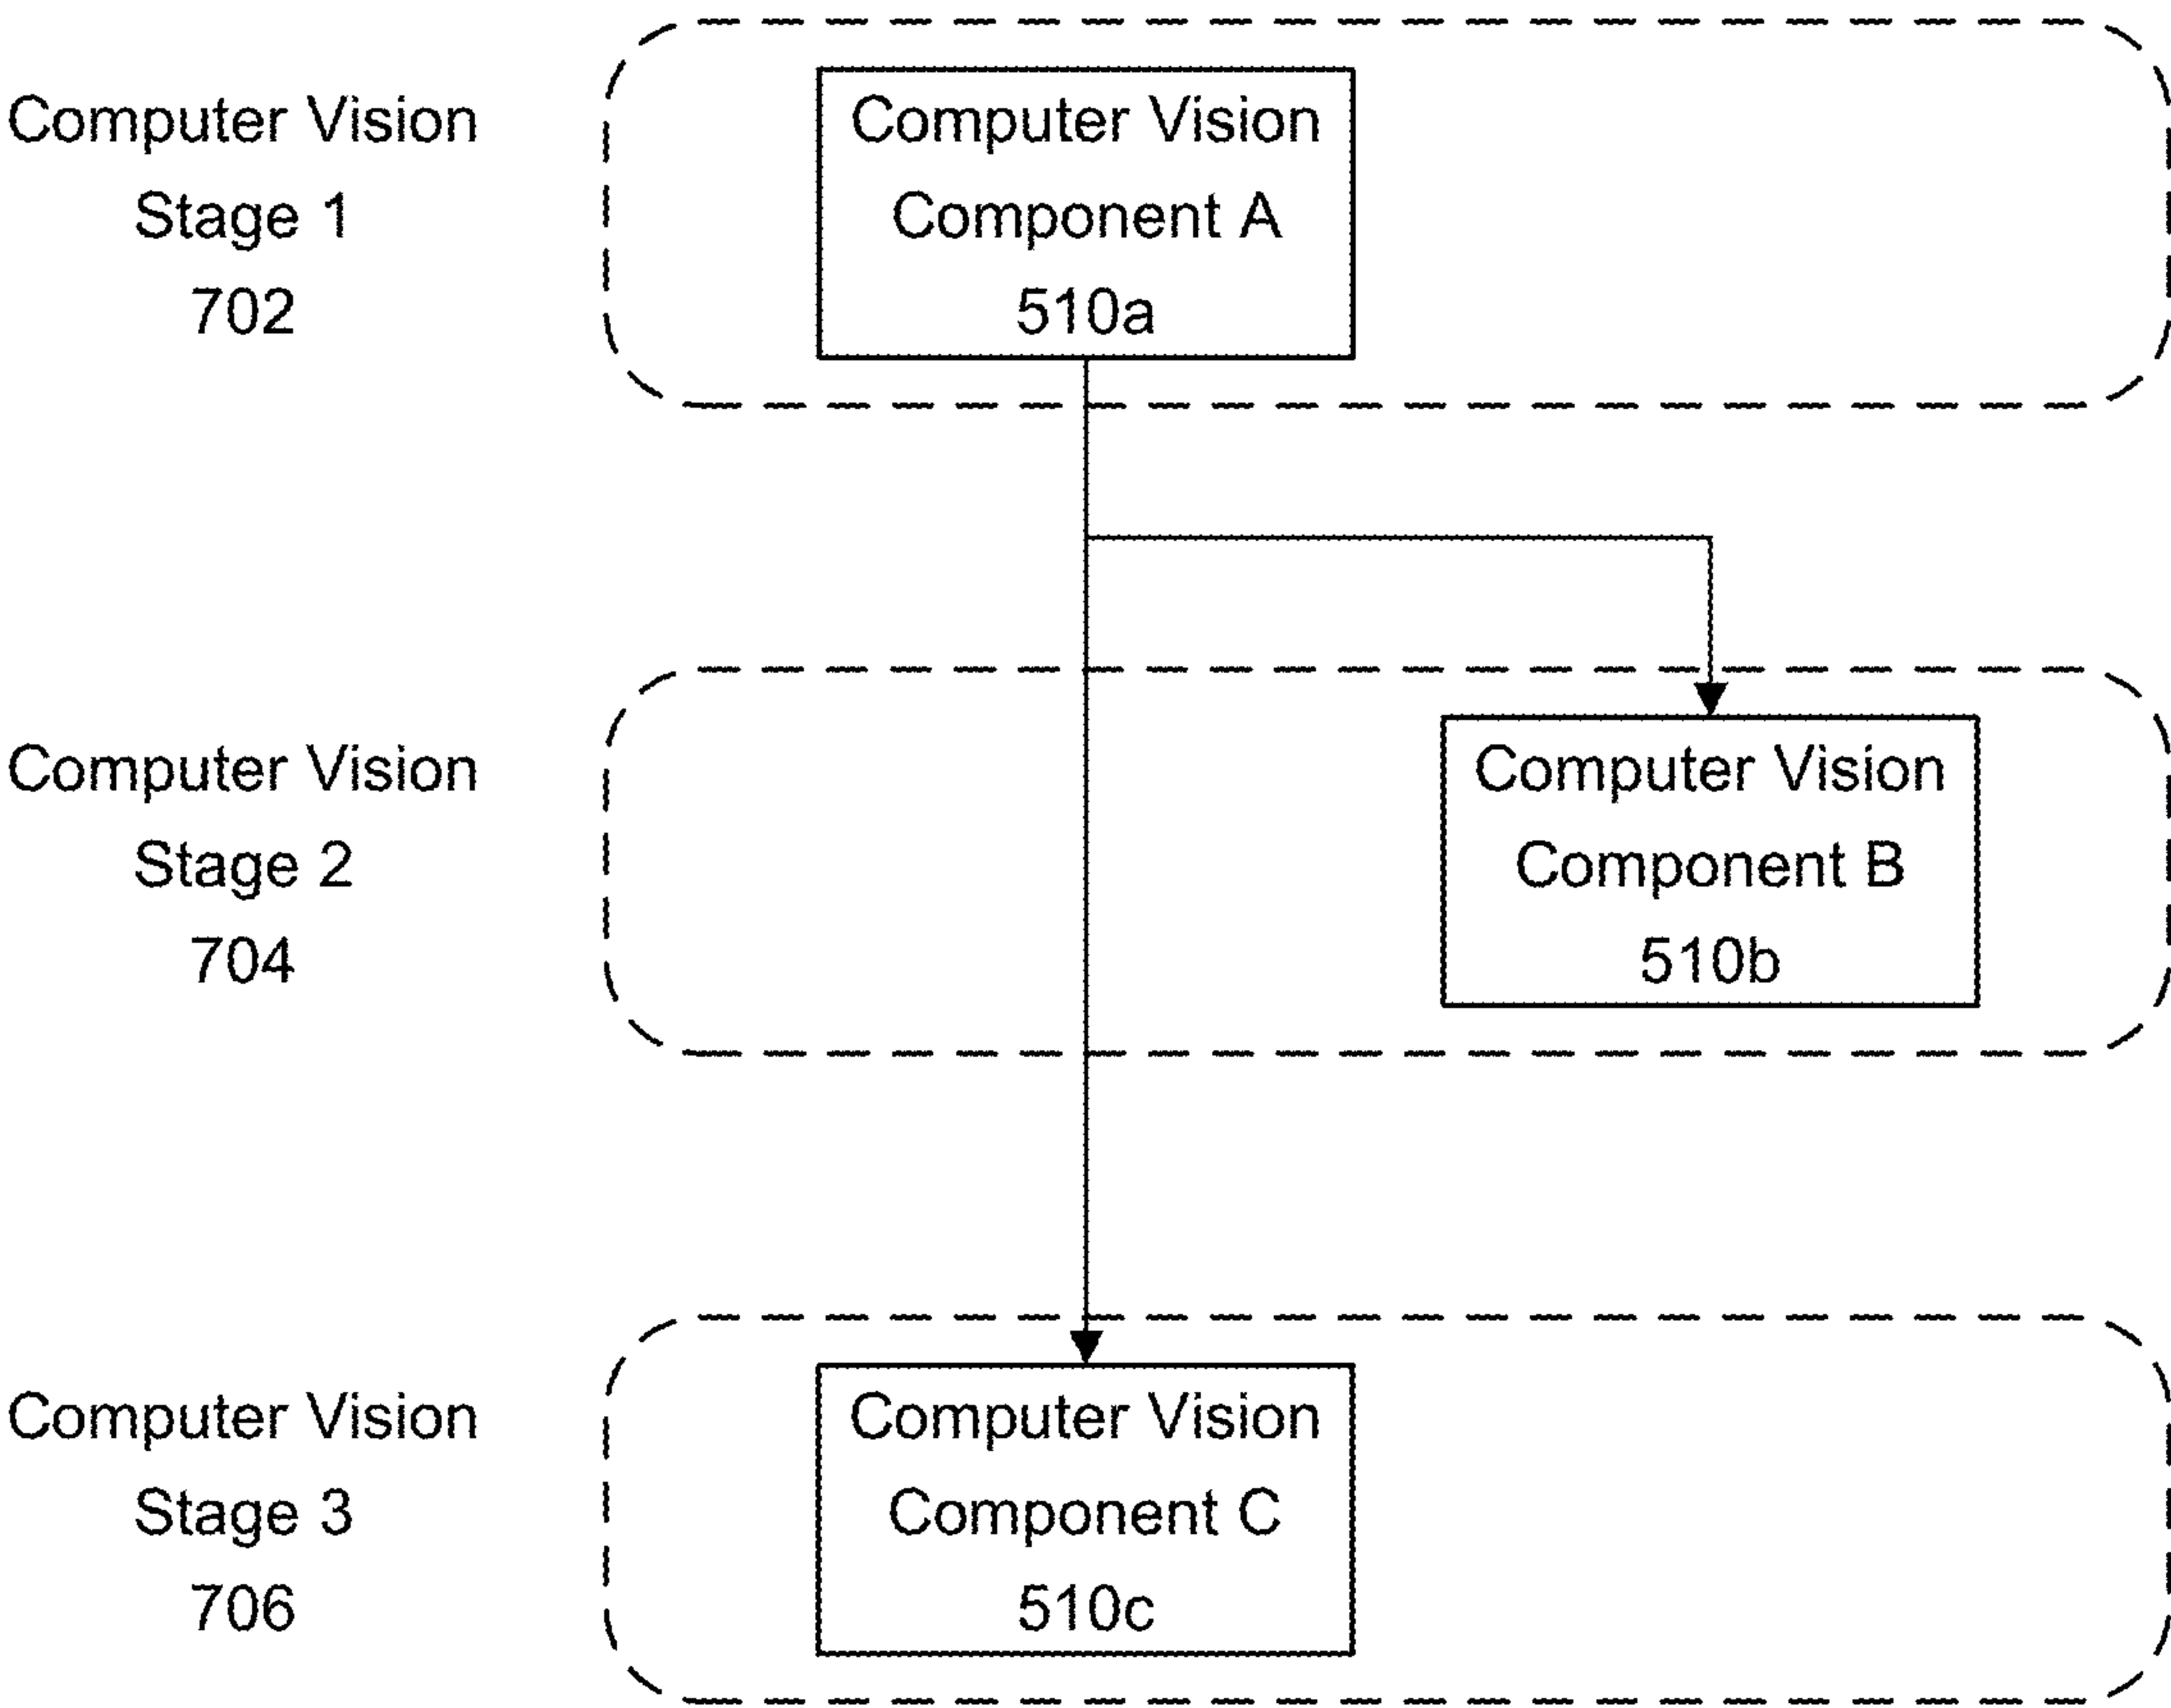 Computer Vision
Stage 1
702
Computer Vision
Component A
510a
Computer Vision
Stage 2
704
Computer Vision
Component B
510b
Computer Vision
Stage 3
706
Computer Vision
Component C
510c